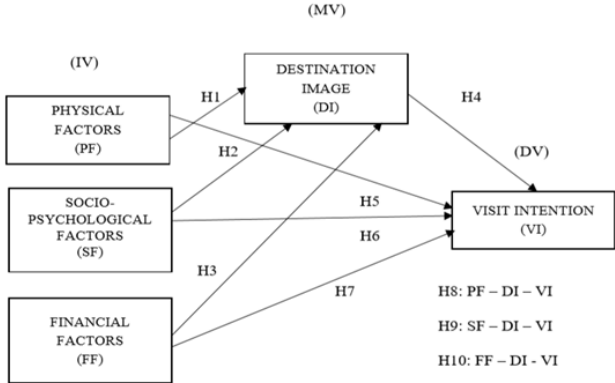 (MV)
(IV)
DESTINATION
IMAGE
(DI)
H1
H4
PHYSICAL
FACTORS
(PF)
H2
(DV)
SOCIO-
PSYCHOLOGICAL
FACTORS
(SF)
H5
VISIT INTENTION
(VI)
H6
H3
H7
FINANCIAL
FACTORS
(FF)
H8: PF – DI – VI
H9: SF – DI – VI
H10: FF – DI - VI